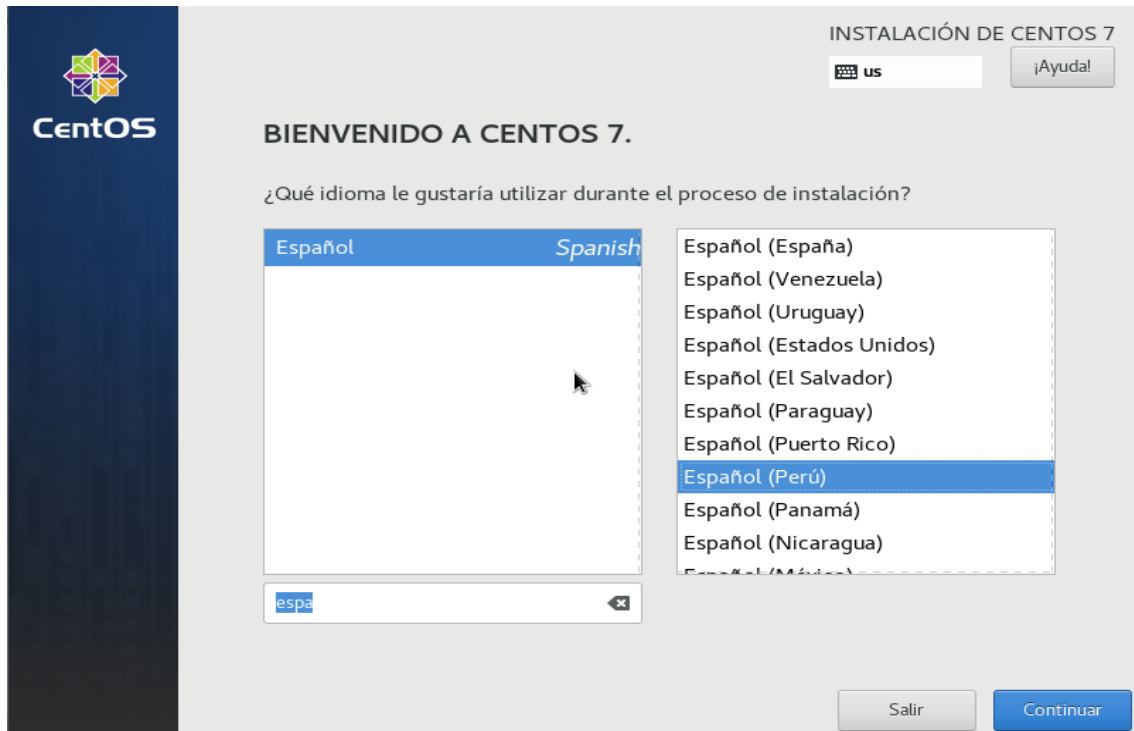 INSTALACIÓN DE CENTOS 7
us
¡Ayuda!
CentOS
BIENVENIDO A CENTOS 7.
¿Qué idioma le gustaría utilizar durante el proceso de instalación?
Español Spanish
espa
Español (España)
Español (Venezuela)
Español (Uruguay)
Español (Estados Unidos)
Español (El Salvador)
Español (Paraguay)
Español (Puerto Rico)
Español (Perú)
Español (Panamá)
Español (Nicaragua)
Español (México)
Salir
Continuar